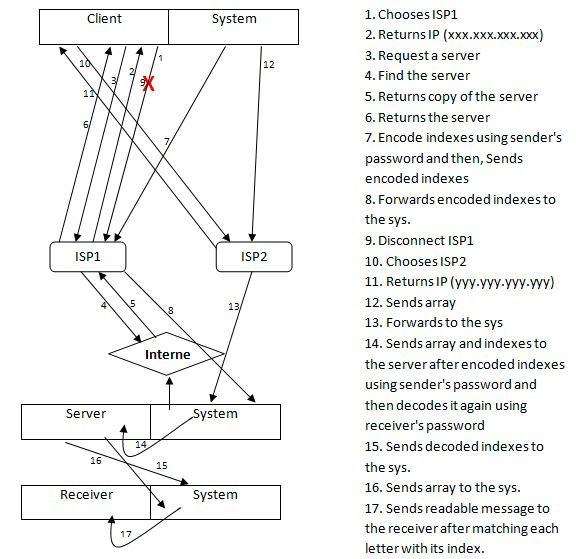 Client System
10
3
2
9
1
12
11
6
7
ISP1 ISP2
4
5
8
13
Interne
Server System
14
16
15
Receiver System
17
1. Chooses ISP1
2. Returns IP (xxx.xxx.xxx.xxx)
3. Request a server
4. Find the server
5. Returns copy of the server
6. Returns the server
7. Encode indexes using sender's
password and then, Sends
encoded indexes
8. Forwards encoded indexes to
the sys.
9. Disconnect ISP1
10. Chooses ISP2
11. Returns IP (yyy.yyy.yyy.yyy)
12. Sends array
13. Forwards to the sys
14. Sends array and indexes to
the server after encoded indexes
using sender's password and
then decodes it again using
receiver's password
15. Sends decoded indexes to
the sys.
16. Sends array to the sys.
17. Sends readable message to
the receiver after matching each
letter with its index.